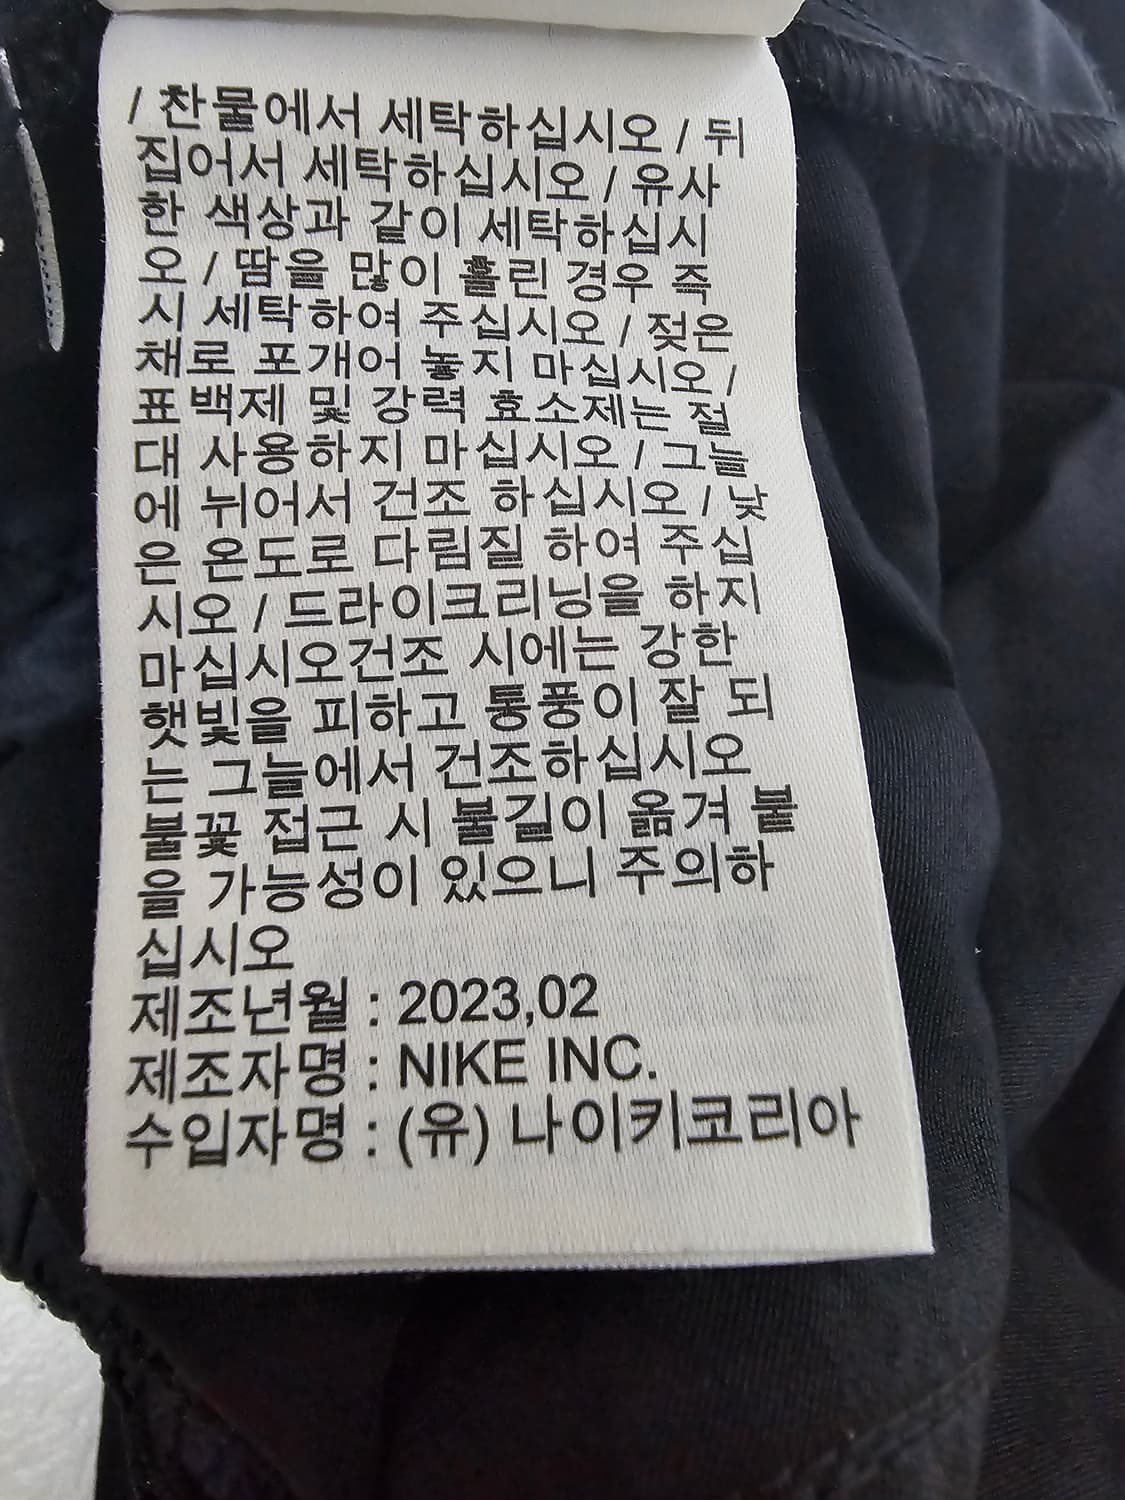 / 찬물에서 세탁하십시오 / 뒤
집어서 세탁하십시오 / 유사
한 색상과 같이 세탁하십시
오 / 땀을 많이 흘린 경우 즉
시 세탁하여 주십시오 / 젖은
채로 포개어 놓지 마십시오 /
표백제 및 강력 효소제는 절
대 사용하지 마십시오 / 그늘
에 뉘어서 건조 하십시오 / 낮
은 온도로 다림질 하여 주십
시오 / 드라이크리닝을 하지
마십시오건조 시에는 강한
햇빛을 피하고 통풍이 잘 되
는 그늘에서 건조하십시오
불꽃 접근 시 불길이 옮겨 붙
을 가능성이 있으니 주의하
십시오
제조년월 : 2023,02
제조자명 : NIKE INC.
수입자명 : (유) 나이키코리아